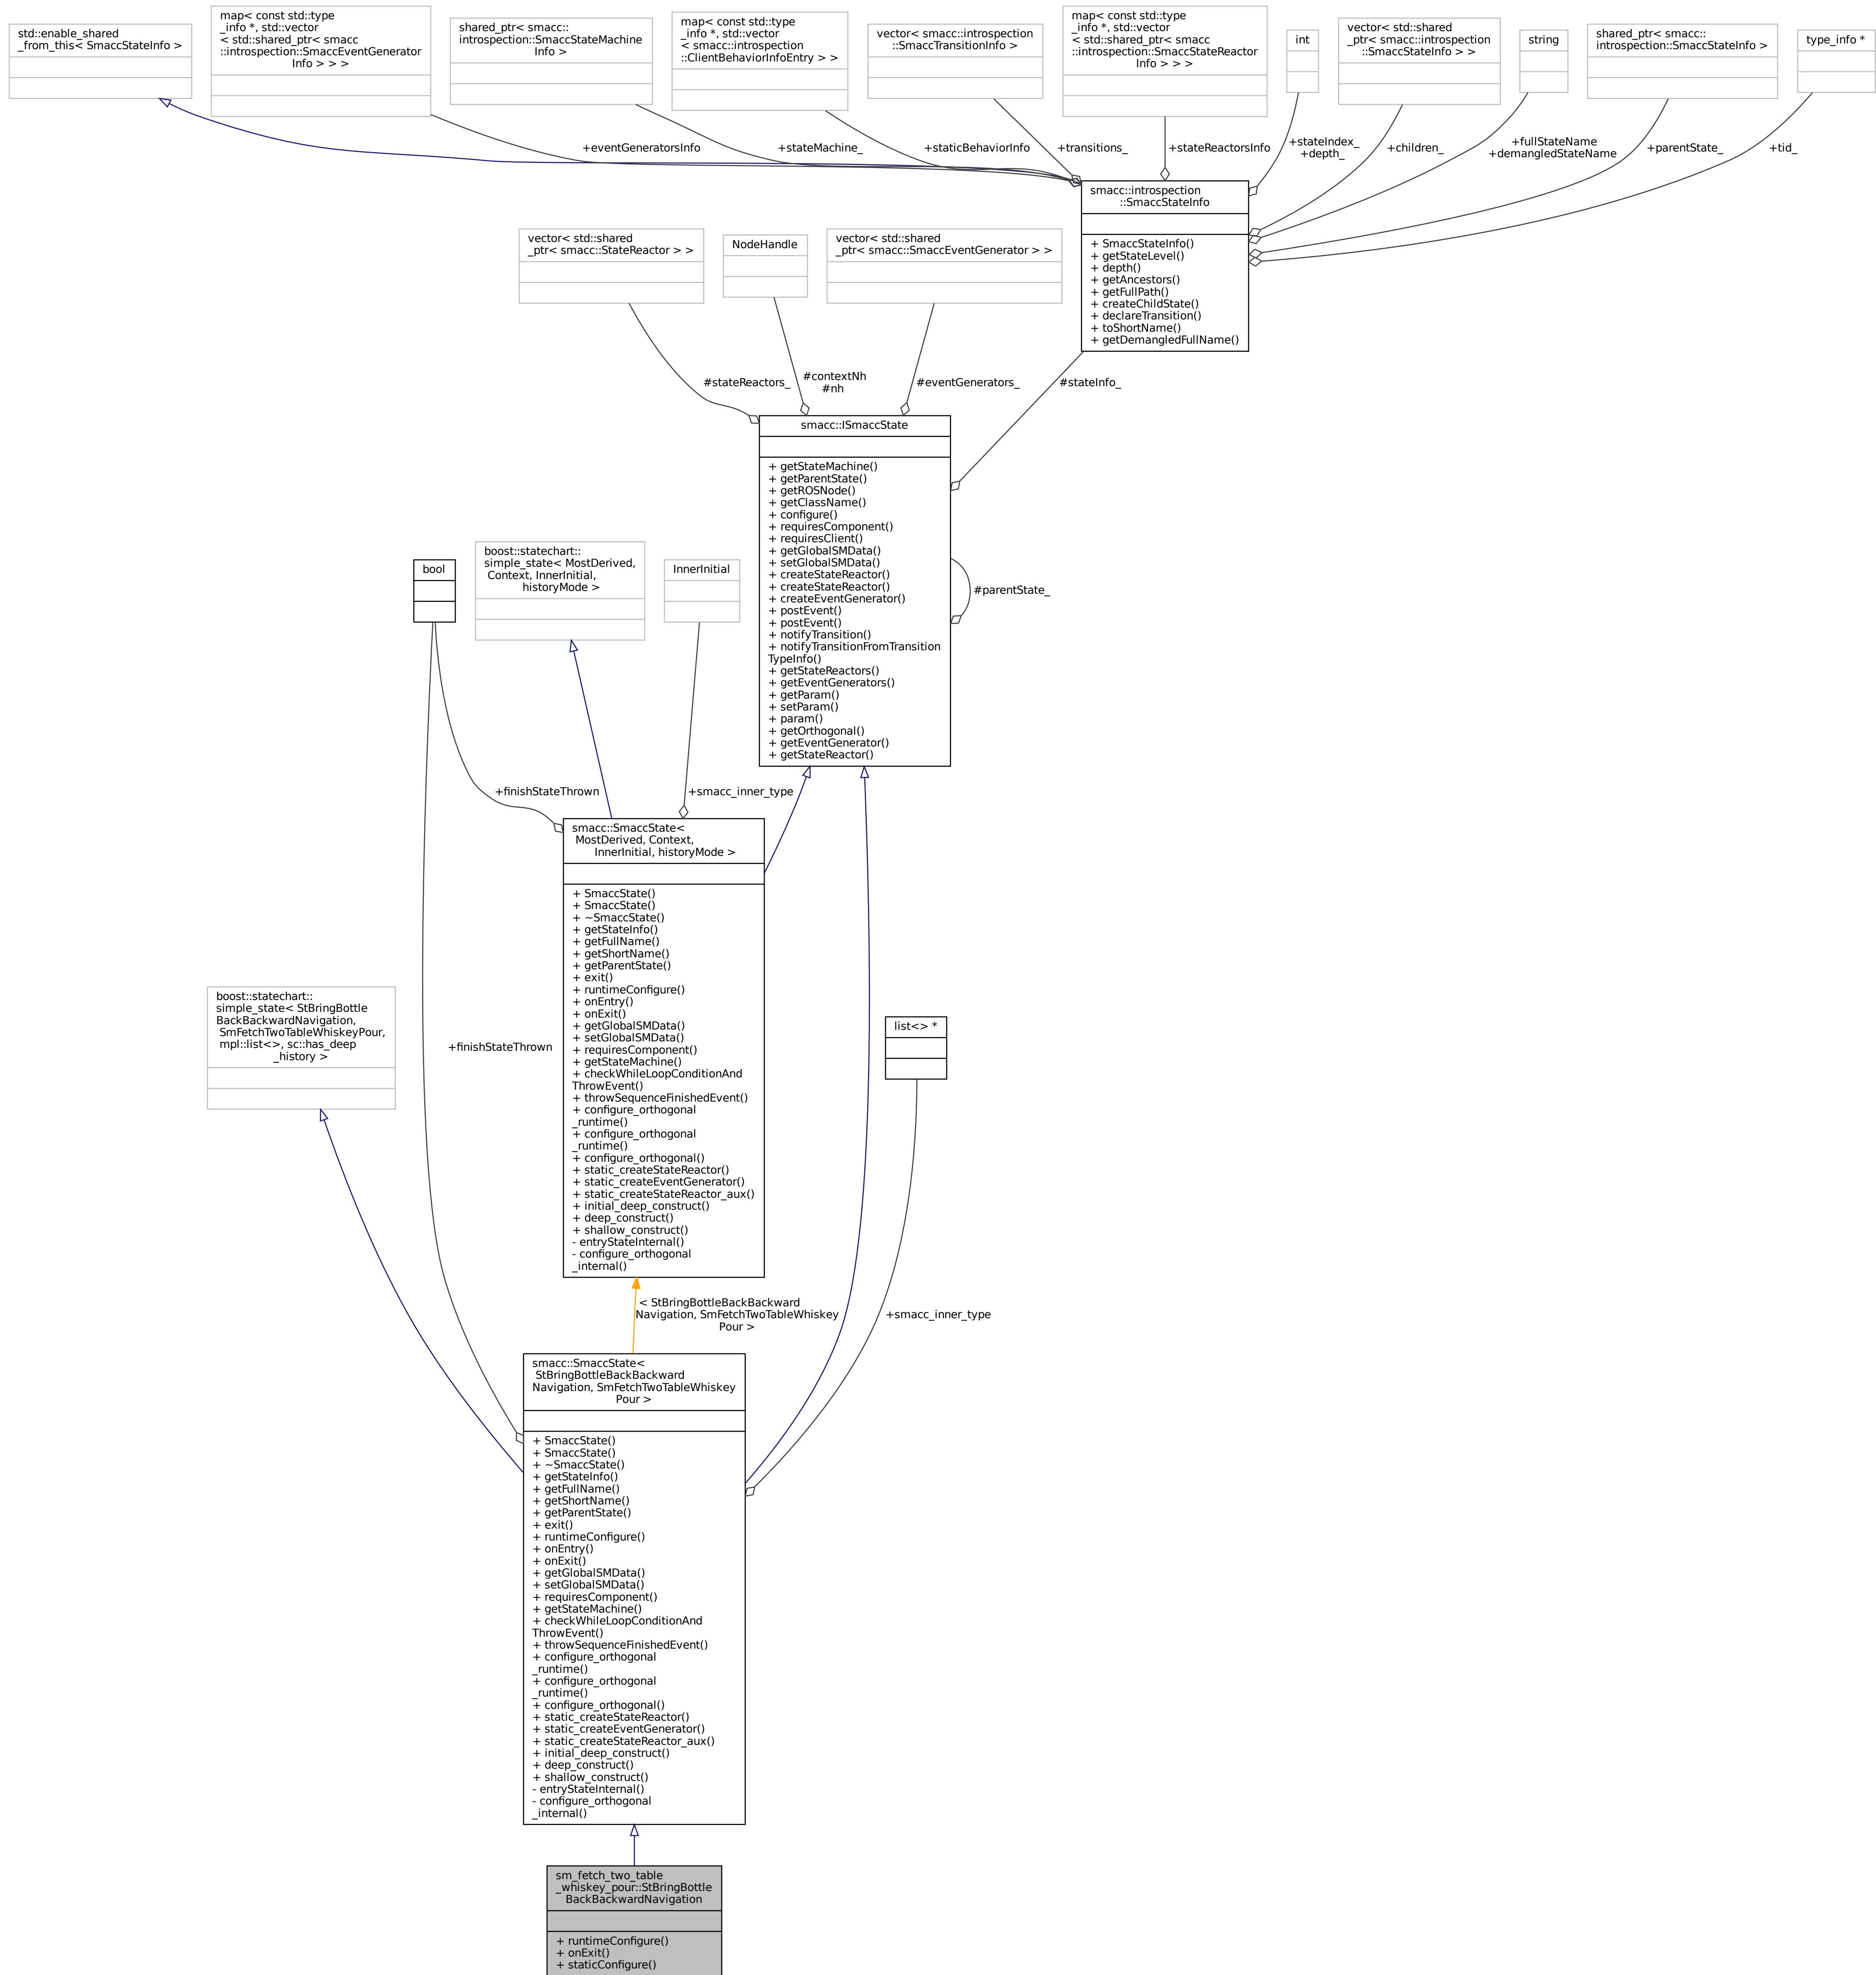 std::enable_shared
_from_this< SmaccStateInfo >
map< const std::type
_info *, std::vector
< std::shared_ptr< smacc
::introspection::SmaccEventGenerator
Info > > >
shared_ptr< smacc::
introspection::SmaccStateMachine
Info >
map< const std::type
_info *, std::vector
< smacc::introspection
::ClientBehaviorInfoEntry > >
vector< smacc::introspection
::SmaccTransitionInfo >
map< const std::type
_info *, std::vector
< std::shared_ptr< smacc
::introspection::SmaccStateReactor
Info > > >
int
vector< std::shared
_ptr< smacc::introspection
::SmaccStateInfo > >
string
shared_ptr< smacc::
introspection::SmaccStateInfo >
type_info *
+eventGeneratorsInfo
+stateMachine_
+staticBehaviorInfo
+transitions_
+stateReactorsInfo
+stateIndex_
+depth_
+children_
+fullStateName
+demangledStateName
+parentState_
+tid_
smacc::introspection
::SmaccStateInfo
+ SmaccStateInfo()
+ getStateLevel()
+ depth()
+ getAncestors()
+ getFullPath()
+ createChildState()
+ declareTransition()
+ toShortName()
+ getDemangledFullName()
vector< std::shared
_ptr< smacc::StateReactor > >
NodeHandle
vector< std::shared
_ptr< smacc::SmaccEventGenerator > >
#stateReactors_
#contextNh
#nh
#eventGenerators_
#stateInfo_
smacc::ISmaccState
+ getStateMachine()
+ getParentState()
+ getROSNode()
+ getClassName()
+ configure()
+ requiresComponent()
+ requiresClient()
+ getGlobalSMData()
+ setGlobalSMData()
+ createStateReactor()
+ createStateReactor()
+ createEventGenerator()
+ postEvent()
+ postEvent()
+ notifyTransition()
+ notifyTransitionFromTransition
TypeInfo()
+ getStateReactors()
+ getEventGenerators()
+ getParam()
+ setParam()
+ param()
+ getOrthogonal()
+ getEventGenerator()
+ getStateReactor()
#parentState_
bool
boost::statechart::
simple_state< MostDerived,
Context, InnerInitial,
historyMode >
InnerInitial
+finishStateThrown
+smacc_inner_type
smacc::SmaccState<
MostDerived, Context,
InnerInitial, historyMode >
+ SmaccState()
+ SmaccState()
+ ~SmaccState()
+ getStateInfo()
+ getFullName()
+ getShortName()
+ getParentState()
+ exit()
+ runtimeConfigure()
+ onEntry()
+ onExit()
+ getGlobalSMData()
+ setGlobalSMData()
+ requiresComponent()
+ getStateMachine()
+ checkWhileLoopConditionAnd
ThrowEvent()
+ throwSequenceFinishedEvent()
+ configure_orthogonal
_runtime()
+ configure_orthogonal
_runtime()
+ configure_orthogonal()
+ static_createStateReactor()
+ static_createEventGenerator()
+ static_createStateReactor_aux()
+ initial_deep_construct()
+ deep_construct()
+ shallow_construct()
- entryStateInternal()
- configure_orthogonal
_internal()
boost::statechart::
simple_state< StBringBottle
BackBackwardNavigation,
SmFetchTwoTableWhiskeyPour,
mpl::list<>, sc::has_deep
_history >
+finishStateThrown
list<> *
< StBringBottleBackBackward
Navigation, SmFetchTwoTableWhiskey
Pour >
+smacc_inner_type
smacc::SmaccState<
StBringBottleBackBackward
Navigation, SmFetchTwoTableWhiskey
Pour >
+ SmaccState()
+ SmaccState()
+ ~SmaccState()
+ getStateInfo()
+ getFullName()
+ getShortName()
+ getParentState()
+ exit()
+ runtimeConfigure()
+ onEntry()
+ onExit()
+ getGlobalSMData()
+ setGlobalSMData()
+ requiresComponent()
+ getStateMachine()
+ checkWhileLoopConditionAnd
ThrowEvent()
+ throwSequenceFinishedEvent()
+ configure_orthogonal
_runtime()
+ configure_orthogonal
_runtime()
+ configure_orthogonal()
+ static_createStateReactor()
+ static_createEventGenerator()
+ static_createStateReactor_aux()
+ initial_deep_construct()
+ deep_construct()
+ shallow_construct()
- entryStateInternal()
- configure_orthogonal
_internal()
sm_fetch_two_table
_whiskey_pour::StBringBottle
BackBackwardNavigation
+ runtimeConfigure()
+ onExit()
+ staticConfigure()